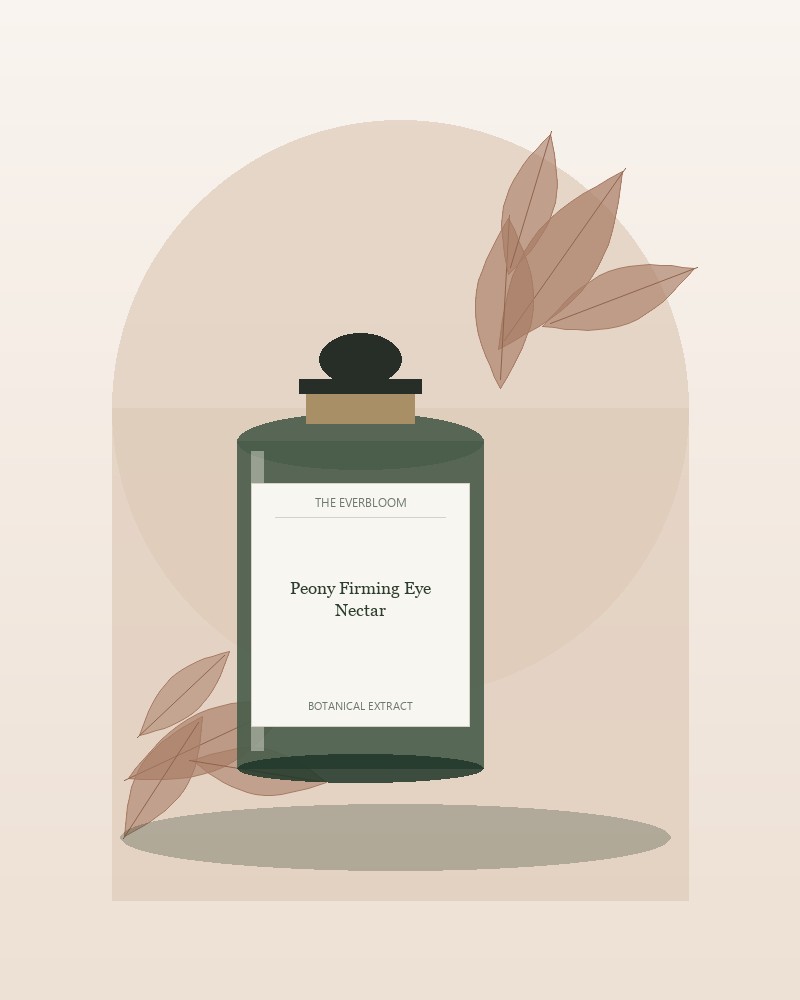 THE EVERBLOOM
Peony Firming Eye
Nectar
BOTANICAL EXTRACT